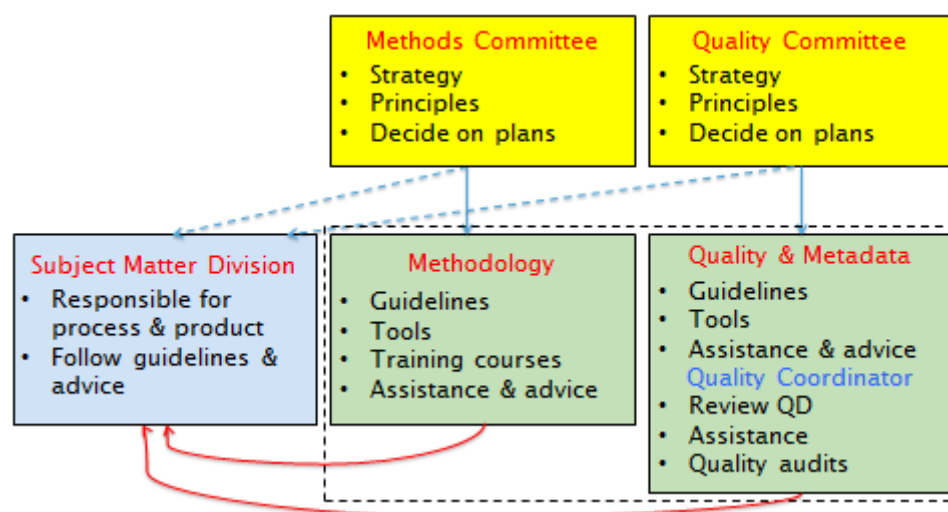 Methods Committee
• Strategy
• Principles
• Decide on plans
Quality Committee
• Strategy
• Principles
• Decide on plans
Subject Matter Division
• Responsible for
process & product
• Follow guidelines &
advice
Methodology
• Guidelines
• Tools
• Training courses
• Assistance & advice
Quality & Metadata
• Guidelines
• Tools
• Assistance & advice
Quality Coordinator
• Review QD
• Assistance
• Quality audits